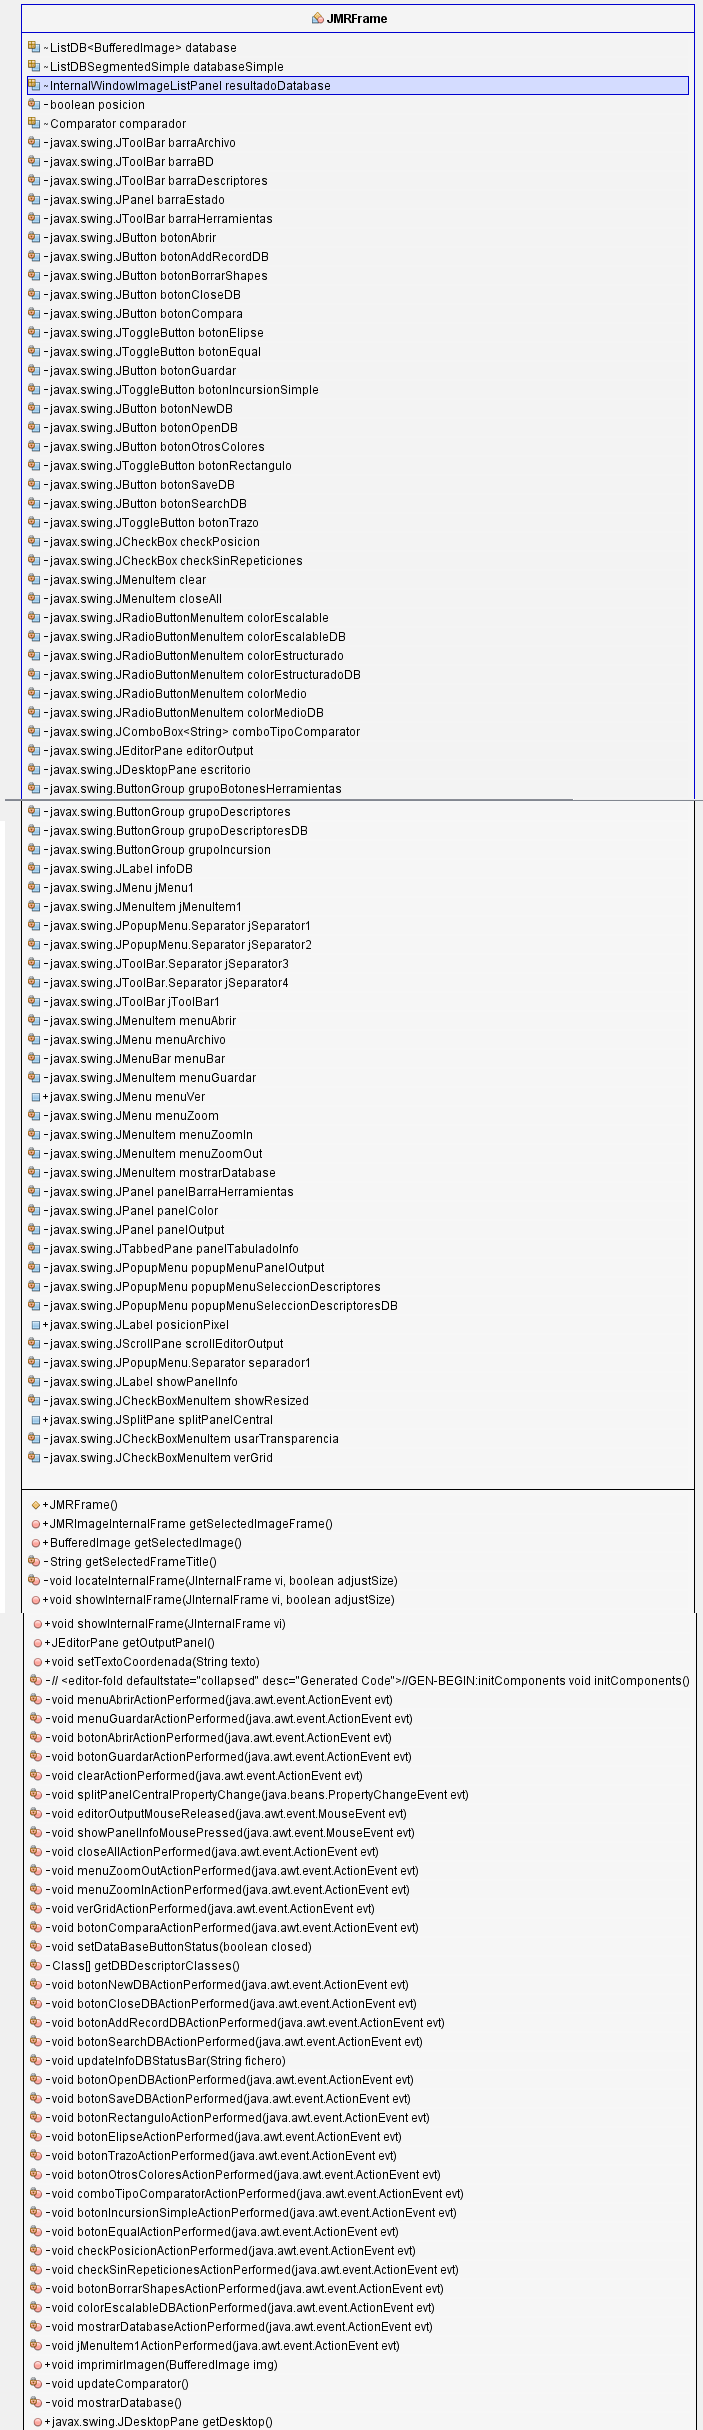 JMRFrame
~ListDB<BufferedImage> database
~ListDBSegmentedSimple databaseSimple
~InternalWindowImageListPanel resultadoDatabase
-boolean posicion
~Comparator comparador
-javax.swing.JToolBar barraArchivo
-javax.swing.JToolBar barraBD
-javax.swing.JToolBar barraDescriptores
-javax.swing.JPanel barraEstado
-javax.swing.JToolBar barraHerramientas
-javax.swing.JButton botonAbrir
-javax.swing.JButton botonAddRecordDB
-javax.swing.JButton botonBorrarShapes
-javax.swing.JButton botonCloseDB
-javax.swing.JButton botonCompara
-javax.swing.JToggleButton botonElipse
-javax.swing.JToggleButton botonEqual
-javax.swing.JButton botonGuardar
-javax.swing.JToggleButton botonIncursionSimple
-javax.swing.JButton botonNewDB
-javax.swing.JButton botonOpenDB
-javax.swing.JButton botonOtrosColores
-javax.swing.JToggleButton botonRectangulo
-javax.swing.JButton botonSaveDB
-javax.swing.JButton botonSearchDB
-javax.swing.JToggleButton botonTrazo
-javax.swing.JCheckBox checkPosicion
-javax.swing.JCheckBox checkSinRepeticiones
-javax.swing.JMenuItem clear
-javax.swing.JMenuItem closeAll
-javax.swing.JRadioButtonMenuItem colorEscalable
-javax.swing.JRadioButtonMenuItem colorEscalableDB
-javax.swing.JRadioButtonMenuItem colorEstructurado
-javax.swing.JRadioButtonMenuItem colorEstructuradoDB
-javax.swing.JRadioButtonMenuItem colorMedio
-javax.swing.JRadioButtonMenuItem colorMedioDB
-javax.swing.JComboBox<String> comboTipoComparator
-javax.swing.JEditorPane editorOutput
-javax.swing.JDesktopPane escritorio
-javax.swing.ButtonGroup grupoBotonesHerramientas
-javax.swing.ButtonGroup grupoDescriptores
-javax.swing.ButtonGroup grupoDescriptoresDB
-javax.swing.ButtonGroup grupoIncursion
-javax.swing.JLabel infoDB
-javax.swing.JMenu jMenu1
-javax.swing.JMenuItem jMenuItem1
-javax.swing.JPopupMenu.Separator jSeparator1
-javax.swing.JPopupMenu.Separator jSeparator2
-javax.swing.JToolBar.Separator jSeparator3
-javax.swing.JToolBar.Separator jSeparator4
-javax.swing.JToolBar jToolBar1
-javax.swing.JMenuItem menuAbrir
-javax.swing.JMenu menuArchivo
-javax.swing.JMenuBar menuBar
-javax.swing.JMenuItem menuGuardar
+javax.swing.JMenu menuVer
-javax.swing.JMenu menuZoom
-javax.swing.JMenuItem menuZoomIn
-javax.swing.JMenuItem menuZoomOut
-javax.swing.JMenuItem mostrarDatabase
-javax.swing.JPanel panelBarraHerramientas
-javax.swing.JPanel panelColor
-javax.swing.JPanel panelOutput
-javax.swing.JTabbedPane panelTabuladoInfo
-javax.swing.JPopupMenu popupMenuPanelOutput
-javax.swing.JPopupMenu popupMenuSeleccionDescriptores
-javax.swing.JPopupMenu popupMenuSeleccionDescriptoresDB
+javax.swing.JLabel posicionPixel
-javax.swing.JScrollPane scrollEditorOutput
-javax.swing.JPopupMenu.Separator separador1
-javax.swing.JLabel showPanelInfo
-javax.swing.JCheckBoxMenuItem showResized
+javax.swing.JSplitPane splitPanelCentral
-javax.swing.JCheckBoxMenuItem usarTransparencia
-javax.swing.JCheckBoxMenuItem verGrid
+JMRFrame()
+JMRImageInternalFrame getSelectedImageFrame()
+BufferedImage getSelectedImage()
-String getSelectedFrameTitle()
-void locateInternalFrame(JInternalFrame vi, boolean adjustSize)
+void showInternalFrame(JInternalFrame vi, boolean adjustSize)
+void showInternalFrame(JInternalFrame vi)
+JEditorPane getOutputPanel()
+void setTextoCoordenada(String texto)
-// <editor-fold defaultstate="collapsed" desc="Generated Code">//GEN-BEGIN:initComponents void initComponents()
-void menuAbrirActionPerformed(java.awt.event.ActionEvent evt)
-void menuGuardarActionPerformed(java.awt.event.ActionEvent evt)
-void botonAbrirActionPerformed(java.awt.event.ActionEvent evt)
-void botonGuardarActionPerformed(java.awt.event.ActionEvent evt)
-void clearActionPerformed(java.awt.event.ActionEvent evt)
-void splitPanelCentralPropertyChange(java.beans.PropertyChangeEvent evt)
-void editorOutputMouseReleased(java.awt.event.MouseEvent evt)
-void showPanelInfoMousePressed(java.awt.event.MouseEvent evt)
-void closeAllActionPerformed(java.awt.event.ActionEvent evt)
-void menuZoomOutActionPerformed(java.awt.event.ActionEvent evt)
-void menuZoomInActionPerformed(java.awt.event.ActionEvent evt)
-void verGridActionPerformed(java.awt.event.ActionEvent evt)
-void botonComparaActionPerformed(java.awt.event.ActionEvent evt)
-void setDataBaseButtonStatus(boolean closed)
-Class[] getDBDescriptorClasses()
-void botonNewDBActionPerformed(java.awt.event.ActionEvent evt)
-void botonCloseDBActionPerformed(java.awt.event.ActionEvent evt)
-void botonAddRecordDBActionPerformed(java.awt.event.ActionEvent evt)
-void botonSearchDBActionPerformed(java.awt.event.ActionEvent evt)
-void updateInfoDBStatusBar(String fichero)
-void botonOpenDBActionPerformed(java.awt.event.ActionEvent evt)
-void botonSaveDBActionPerformed(java.awt.event.ActionEvent evt)
-void botonRectanguloActionPerformed(java.awt.event.ActionEvent evt)
-void botonElipseActionPerformed(java.awt.event.ActionEvent evt)
-void botonTrazoActionPerformed(java.awt.event.ActionEvent evt)
-void botonOtrosColoresActionPerformed(java.awt.event.ActionEvent evt)
-void comboTipoComparatorActionPerformed(java.awt.event.ActionEvent evt)
-void botonIncursionSimpleActionPerformed(java.awt.event.ActionEvent evt)
-void botonEqualActionPerformed(java.awt.event.ActionEvent evt)
-void checkPosicionActionPerformed(java.awt.event.ActionEvent evt)
-void checkSinRepeticionesActionPerformed(java.awt.event.ActionEvent evt)
-void botonBorrarShapesActionPerformed(java.awt.event.ActionEvent evt)
-void colorEscalableDBActionPerformed(java.awt.event.ActionEvent evt)
-void mostrarDatabaseActionPerformed(java.awt.event.ActionEvent evt)
-void jMenuItem1ActionPerformed(java.awt.event.ActionEvent evt)
+void imprimirImagen(BufferedImage img)
-void updateComparator()
-void mostrarDatabase()
+javax.swing.JDesktopPane getDesktop()